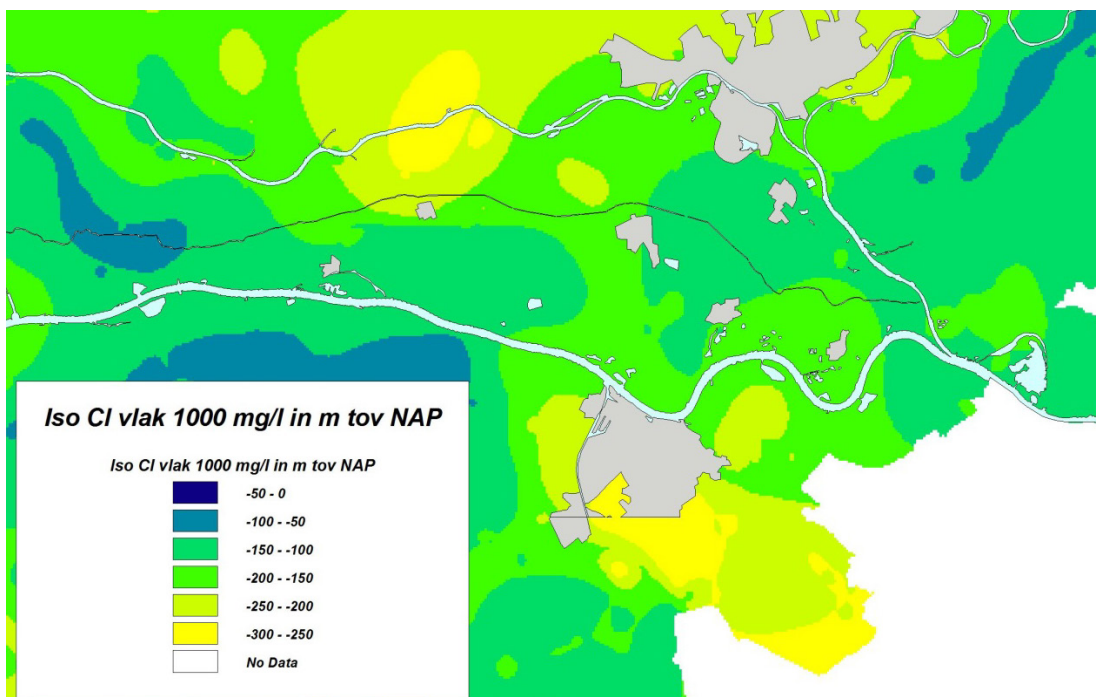 Iso Cl vlak 1000 mg/l in m tov NAP
Iso Cl vlak 1000 mg/l in m tov NAP
-50 - 0
-100 - -50
-150 - -100
-200 - -150
-250 - -200
-300 - -250
No Data